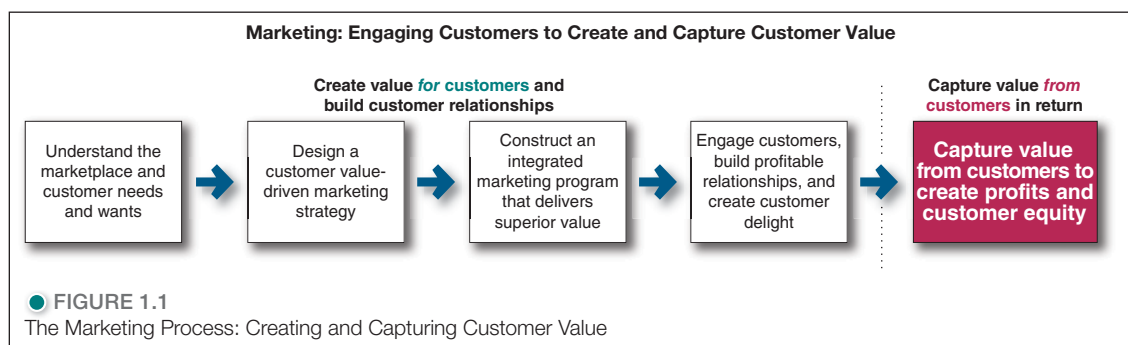 Marketing: Engaging Customers to Create and Capture Customer Value
Create value for customers and
build customer relationships
Capture value from
customers in return
Understand the
marketplace and
customer needs
and wants
Design a
customer value-
driven marketing
strategy
Construct an
integrated
marketing program
that delivers
superior value
Engage customers,
build profitable
relationships, and
create customer
delight
Capture value
from customers to
create profits and
customer equity
FIGURE 1.1
The Marketing Process: Creating and Capturing Customer Value